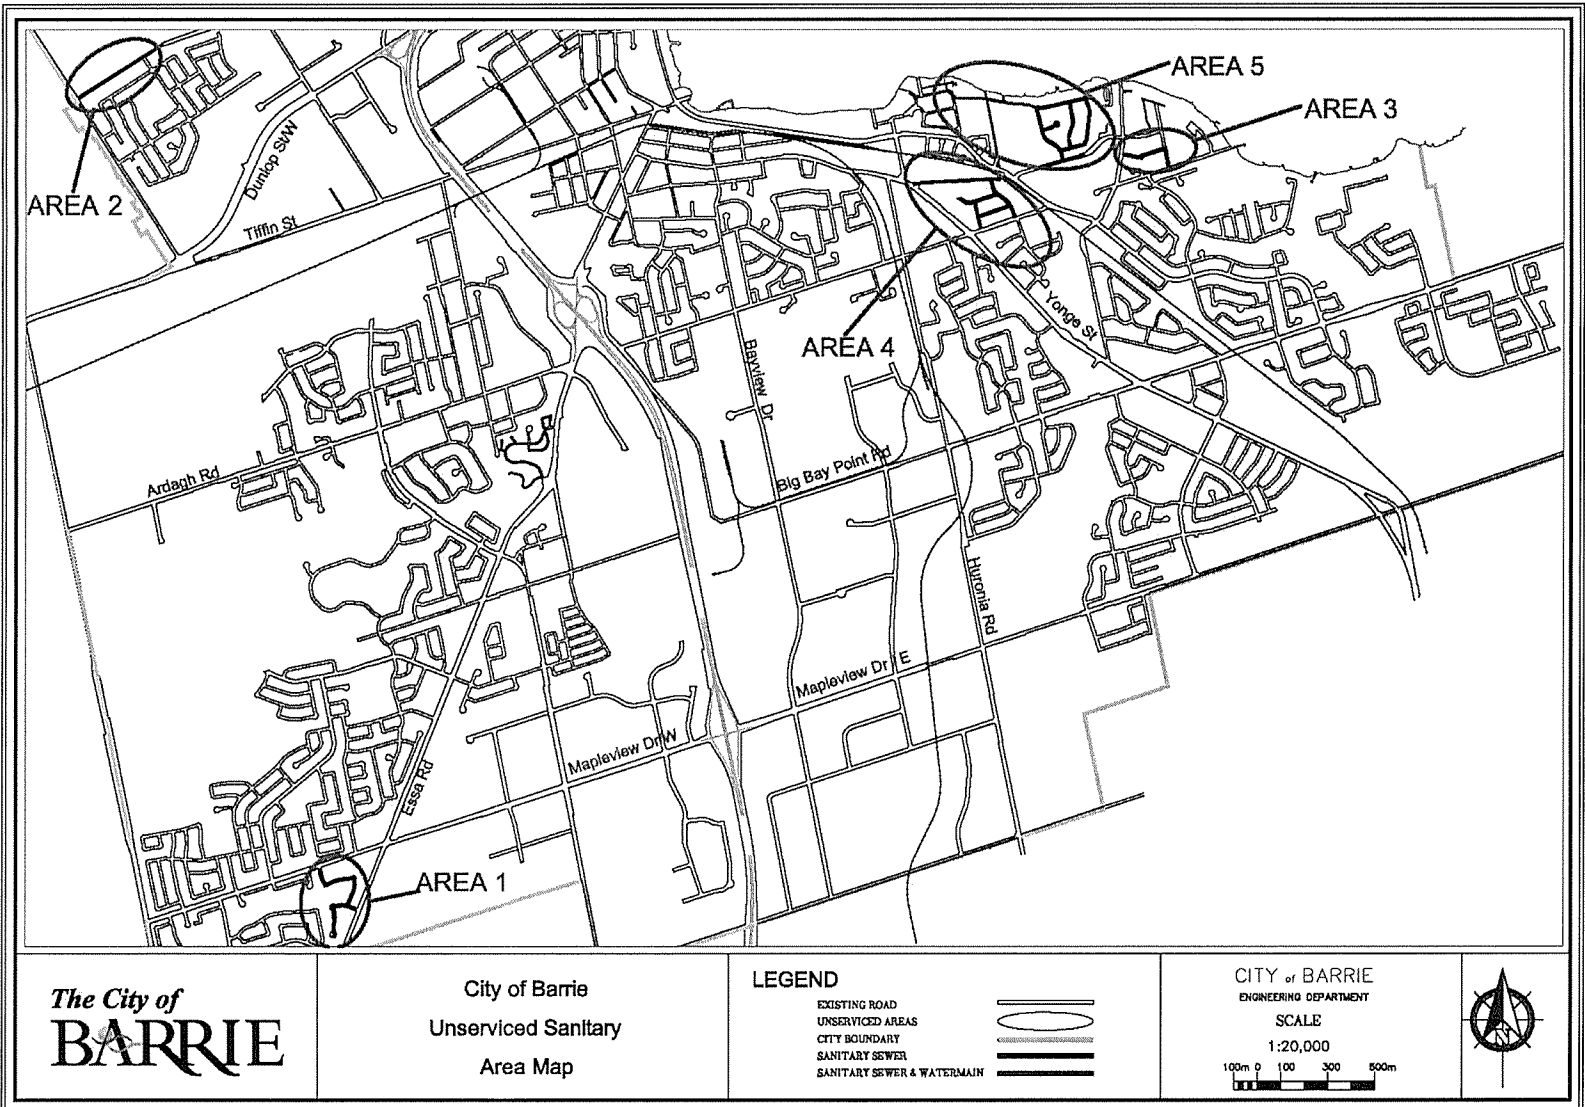 AREA 5
AREA 3
AREA 2
Dunlop St W
Tiffin St
AREA 4
Yonge St
Bayview Dr
Big Bay Point Rd
Ardagh Rd
Huronia Rd
Mapleview Dr E
Mapleview Dr W
Essa Rd
AREA 1
The City of
BARRIE
City of Barrie
Unserviced Sanitary
Area Map
LEGEND
EXISTING ROAD
UNSERVICED AREAS
CITY BOUNDARY
SANITARY SEWER
SANITARY SEWER & WATERMAIN
CITY of BARRIE
ENGINEERING DEPARTMENT
SCALE
1:20,000
100m 0 100 300 500m
N